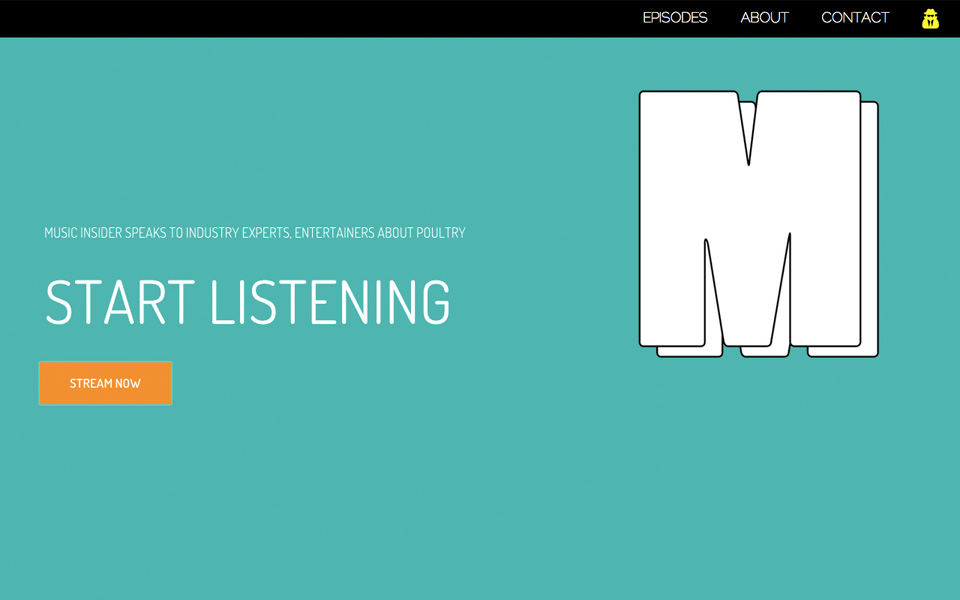 EPISODES ABOUT CONTACT
M
MUSIC INSIDER SPEAKS TO INDUSTRY EXPERTS, ENTERTAINERS ABOUT POULTRY
START LISTENING
STREAM NOW